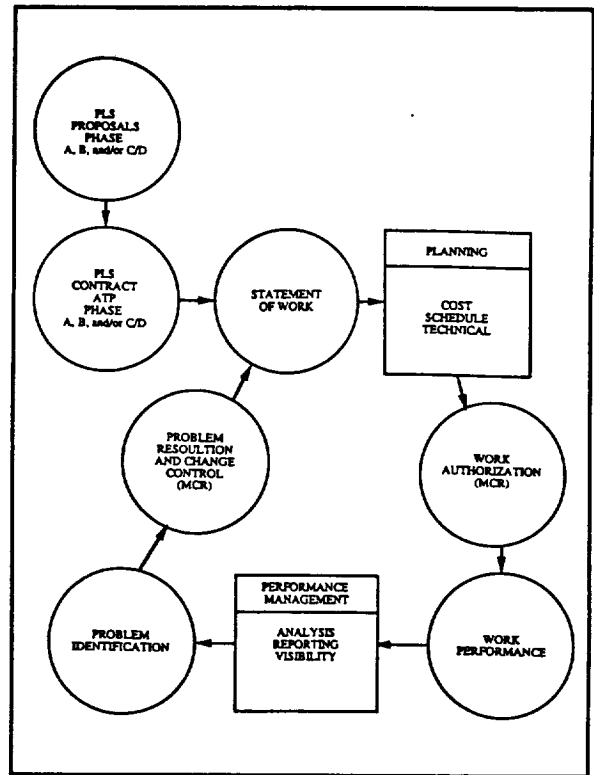 PLS
PROPOSALS
PHASE
A, B, and/or C/D
PLS
CONTRACT
ATP
PHASE
A, B, and/or C/D
STATEMENT
OF WORK
PLANNING
COST
SCHEDULE
TECHNICAL
PROBLEM
RESOULTION
AND CHANGE
CONTROL
(MCR)
WORK
AUTHORIZATION
(MCR)
PROBLEM
IDENTIFICATION
PERFORMANCE
MANAGEMENT
ANALYSIS
REPORTING
VISIBILITY
WORK
PERFORMANCE